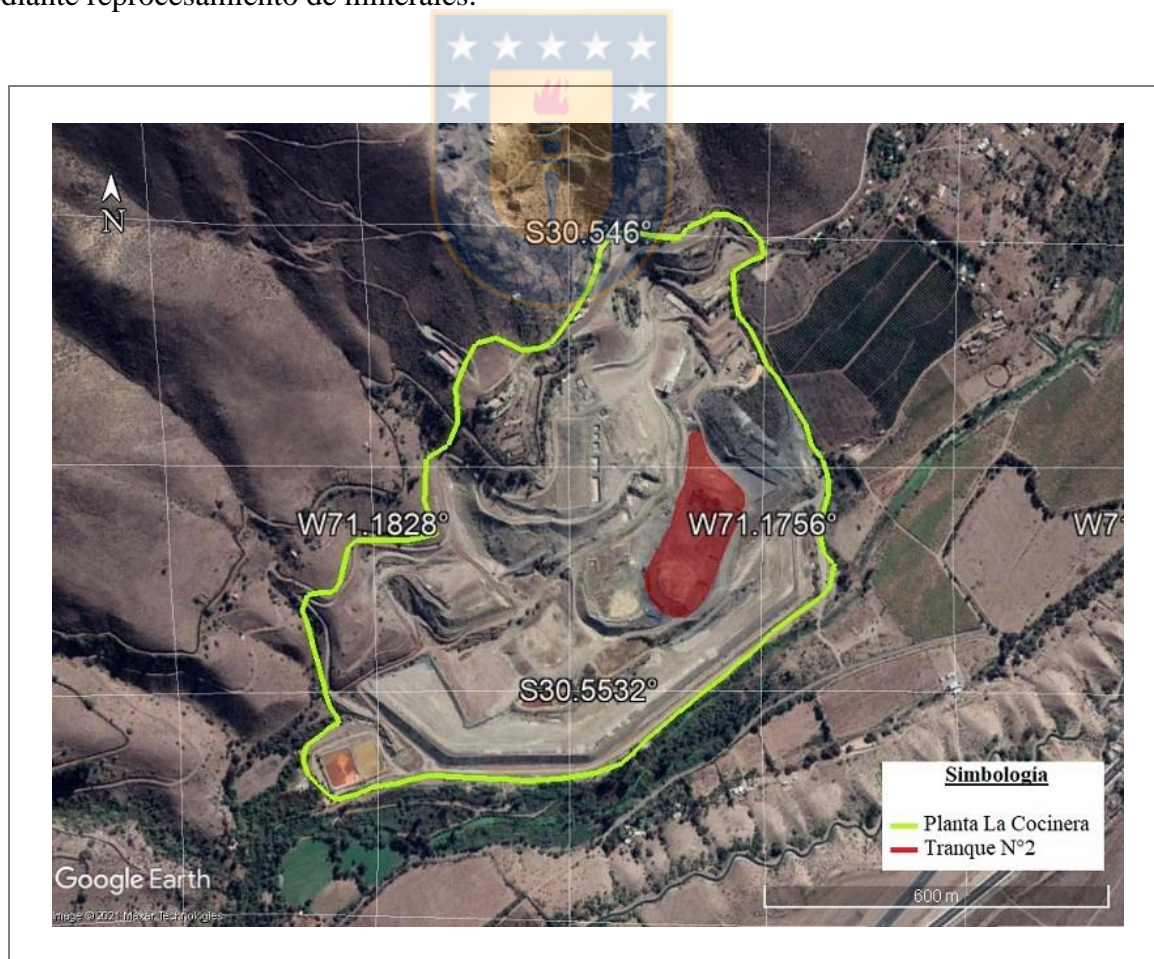 diante reprocesamiento de minerales.
N
S30.546°
W71.1828°
W71.1756°
W7
S30.5532°
Simbología
Planta La Cocinera
Tranque N°2
Google Earth
600 m
Image © 2021 Maxar Technologies